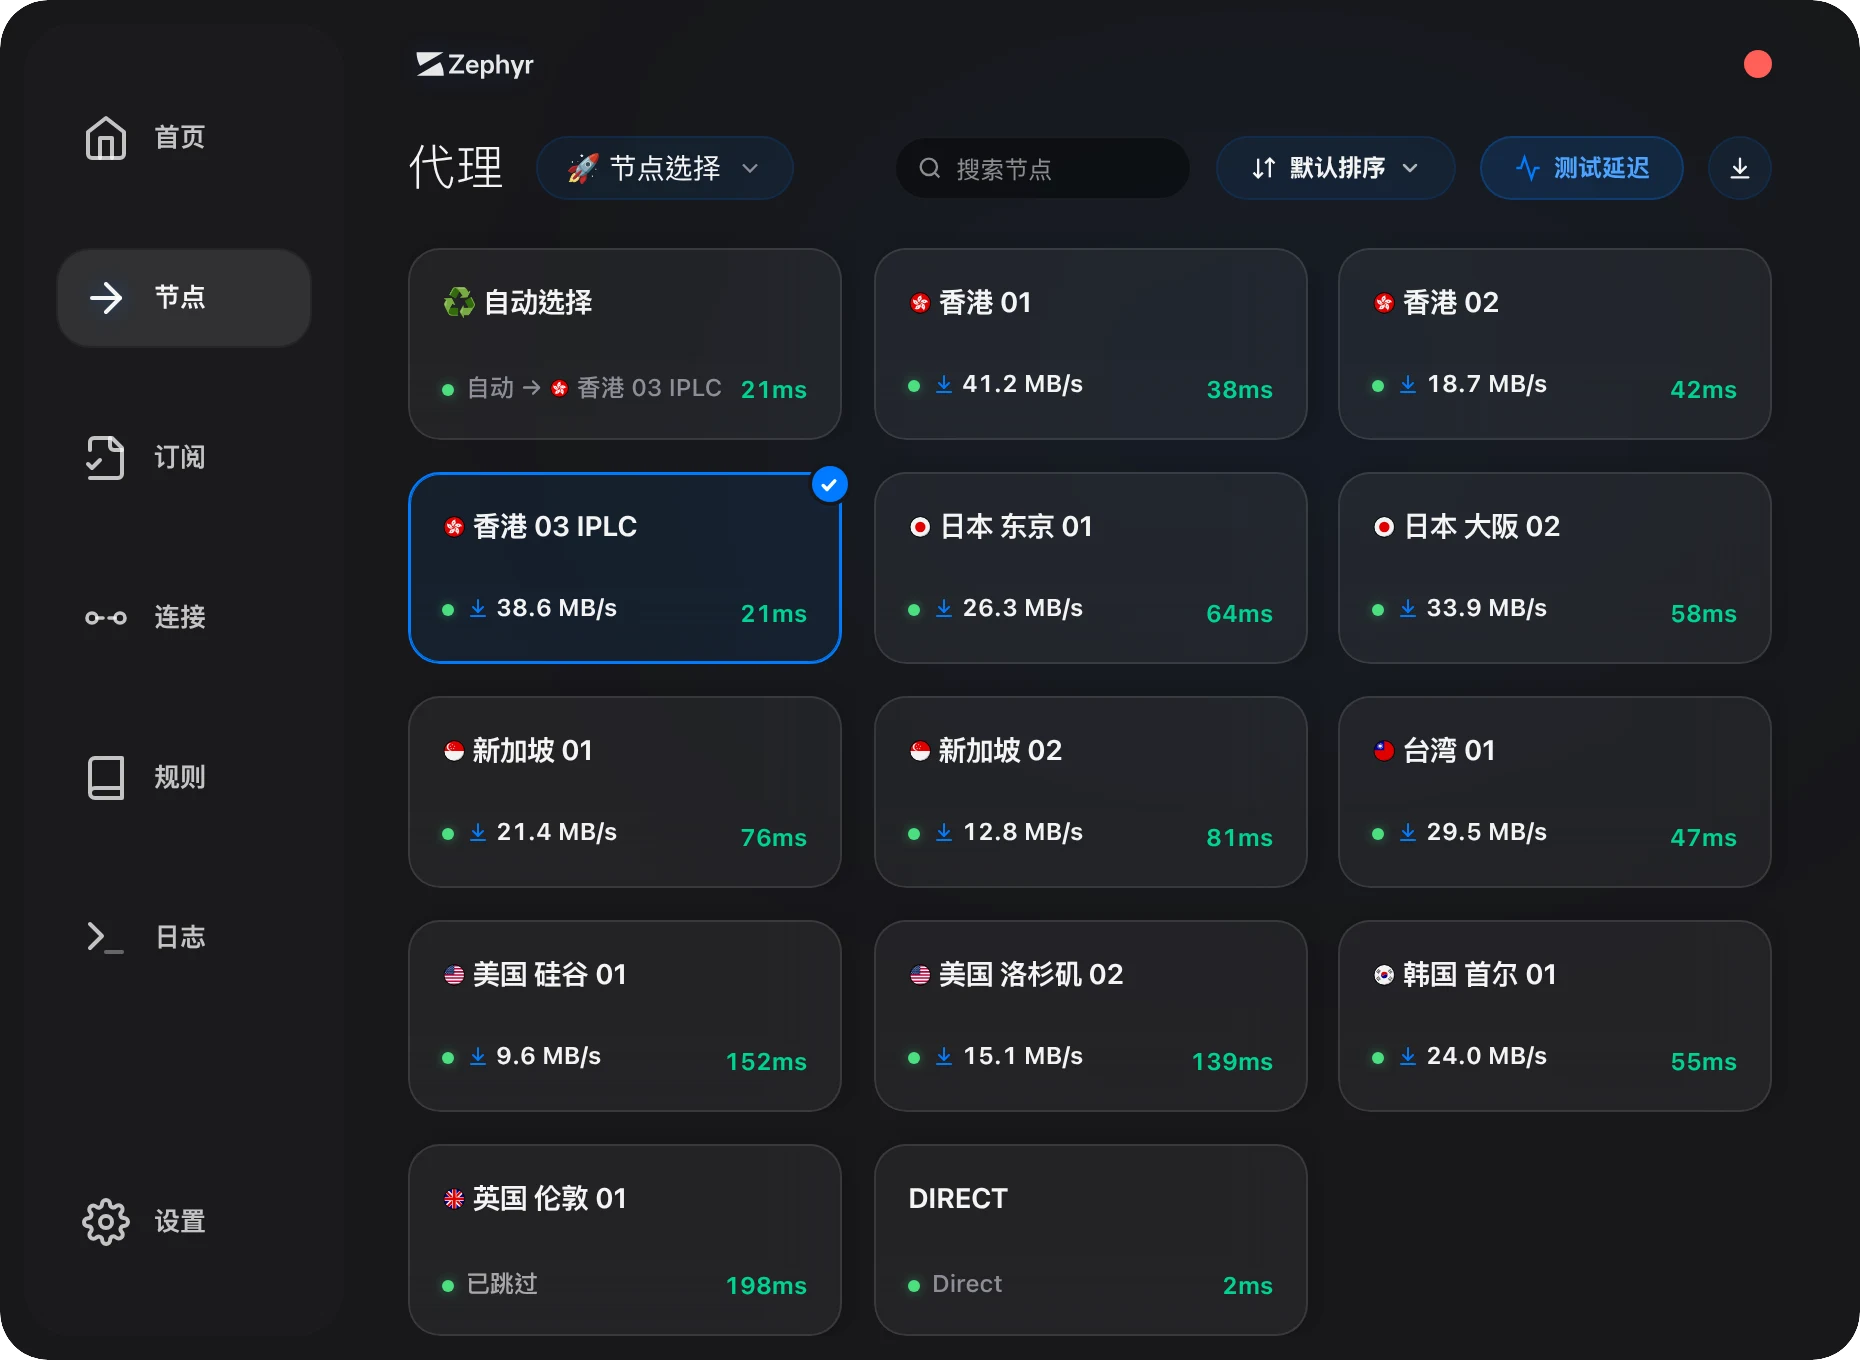 Zephyr
首页
节点
订阅
连接
规则
日志
设置
代理
🚀 节点选择
搜索节点
默认排序
测试延迟
♻️ 自动选择
自动 → 🇭🇰 香港 03 IPLC 21ms
🇭🇰 香港 01
41.2 MB/s 38ms
🇭🇰 香港 02
18.7 MB/s 42ms
🇭🇰 香港 03 IPLC
38.6 MB/s 21ms
🇯🇵 日本 东京 01
26.3 MB/s 64ms
🇯🇵 日本 大阪 02
33.9 MB/s 58ms
🇸🇬 新加坡 01
21.4 MB/s 76ms
🇸🇬 新加坡 02
12.8 MB/s 81ms
🇹🇼 台湾 01
29.5 MB/s 47ms
🇺🇸 美国 硅谷 01
9.6 MB/s 152ms
🇺🇸 美国 洛杉矶 02
15.1 MB/s 139ms
🇰🇷 韩国 首尔 01
24.0 MB/s 55ms
🇬🇧 英国 伦敦 01
已跳过 198ms
DIRECT
Direct 2ms